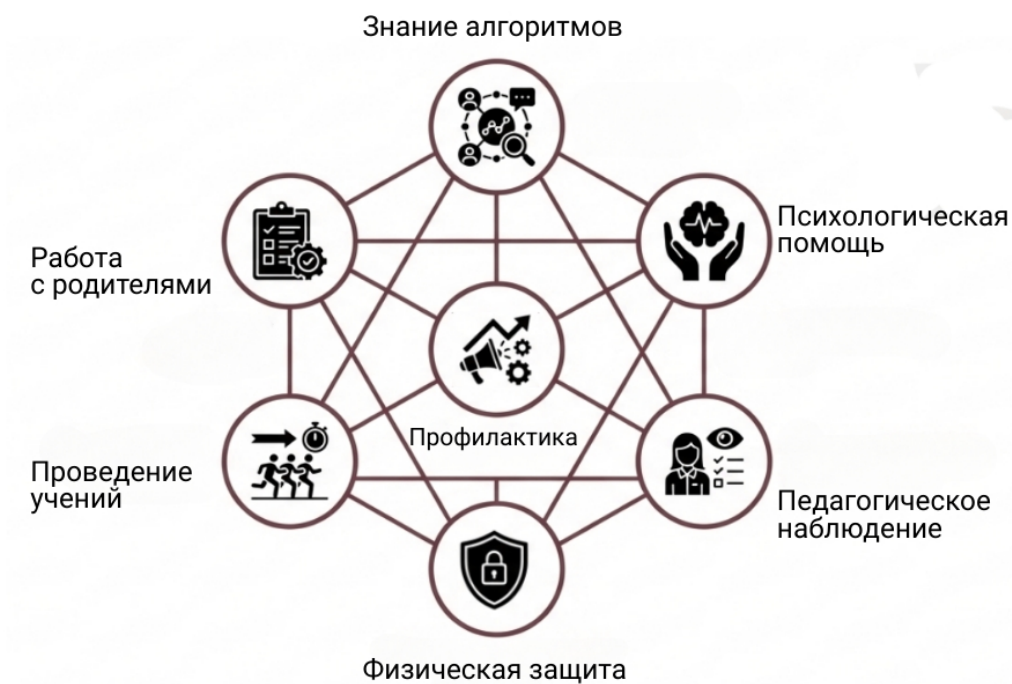 Знание алгоритмов
Психологическая
помощь
Работа
с родителями
Профилактика
Проведение
учений
Педагогическое
наблюдение
Физическая защита